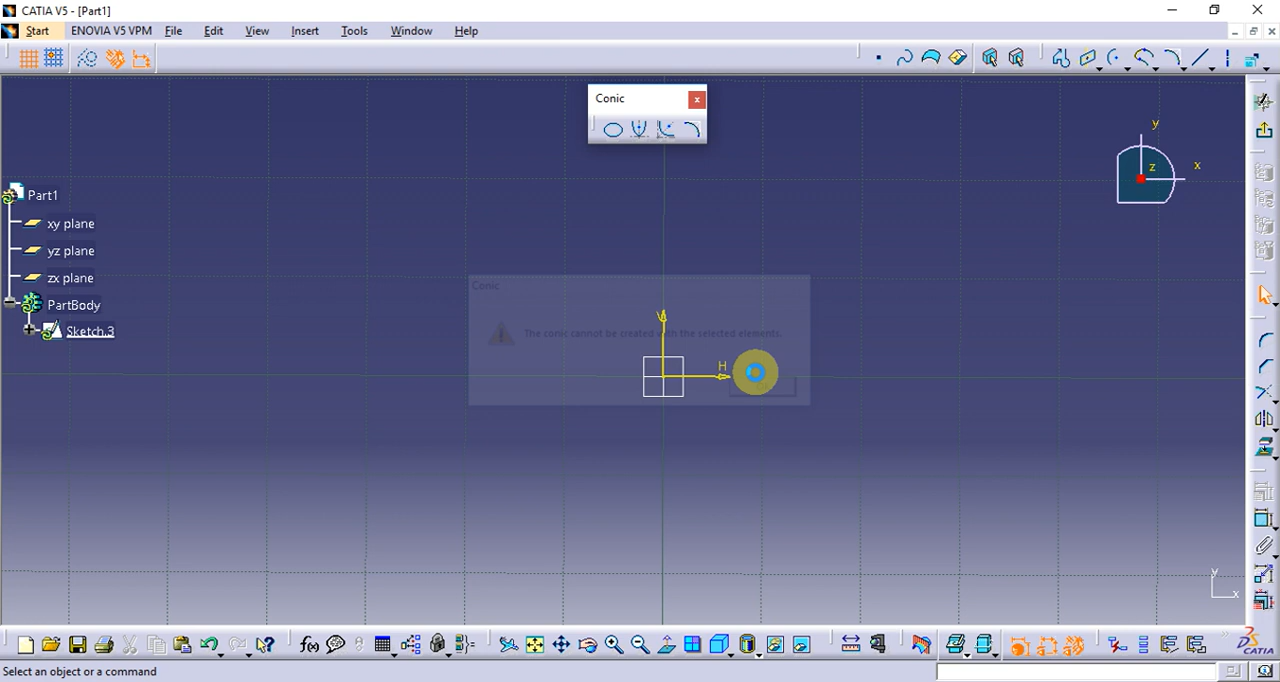 CATIA V5 - [Part1]
Start ENOVIA V5 VPM File Edit View Insert Tools Window Help
Conic
y
x
z
Part1
xy plane
yz plane
zx plane
PartBody
Sketch.3
Conic
The conic cannot be created with the selected elements.
V
H
y
x
f(x)
CATIA
Select an object or a command